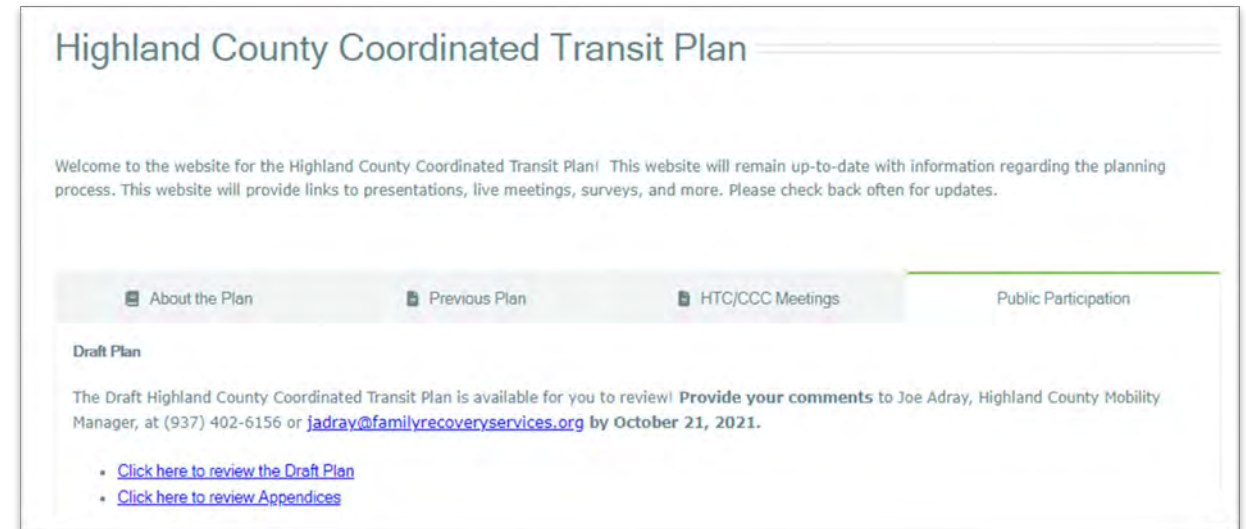 Highland County Coordinated Transit Plan
Welcome to the website for the Highland County Coordinated Transit Plan! This website will remain up-to-date with information regarding the planning
process. This website will provide links to presentations, live meetings, surveys, and more. Please check back often for updates.
About the Plan
Previous Plan
HTC/CCC Meetings
Public Participation
Draft Plan
The Draft Highland County Coordinated Transit Plan is available for you to review! Provide your comments to Joe Adray, Highland County Mobility
Manager, at (937) 402-6156 or jadray@familyrecoveryservices.org by October 21, 2021.
• Click here to review the Draft Plan
• Click here to review Appendices